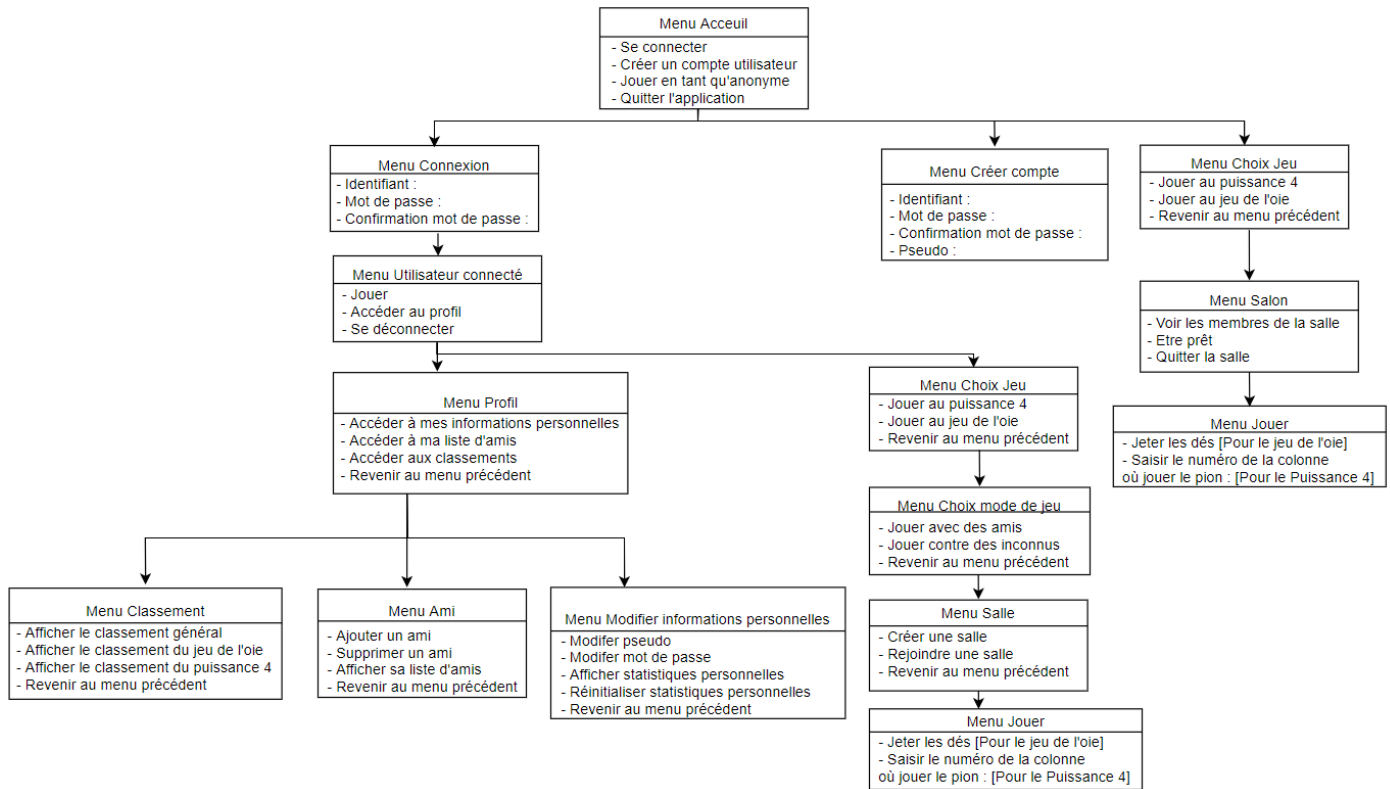 Menu Acceuil
- Se connecter
- Créer un compte utilisateur
- Jouer en tant qu'anonyme
- Quitter l'application
Menu Connexion
- Identifiant :
- Mot de passe :
- Confirmation mot de passe :
Menu Créer compte
- Identifiant :
- Mot de passe :
- Confirmation mot de passe :
- Pseudo :
Menu Choix Jeu
- Jouer au puissance 4
- Jouer au jeu de l'oie
- Revenir au menu précédent
Menu Utilisateur connecté
- Jouer
- Accéder au profil
- Se déconnecter
Menu Salon
- Voir les membres de la salle
- Etre prêt
- Quitter la salle
Menu Profil
- Accéder à mes informations personnelles
- Accéder à ma liste d'amis
- Accéder aux classements
- Revenir au menu précédent
Menu Choix Jeu
- Jouer au puissance 4
- Jouer au jeu de l'oie
- Revenir au menu précédent
Menu Jouer
- Jeter les dés [Pour le jeu de l'oie]
- Saisir le numéro de la colonne
où jouer le pion : [Pour le Puissance 4]
Menu Choix mode de jeu
- Jouer avec des amis
- Jouer contre des inconnus
- Revenir au menu précédent
Menu Classement
- Afficher le classement général
- Afficher le classement du jeu de l'oie
- Afficher le classement du puissance 4
- Revenir au menu précédent
Menu Ami
- Ajouter un ami
- Supprimer un ami
- Afficher sa liste d'amis
- Revenir au menu précédent
Menu Modifier informations personnelles
- Modifer pseudo
- Modifer mot de passe
- Afficher statistiques personnelles
- Réinitialiser statistiques personnelles
- Revenir au menu précédent
Menu Salle
- Créer une salle
- Rejoindre une salle
- Revenir au menu précédent
Menu Jouer
- Jeter les dés [Pour le jeu de l'oie]
- Saisir le numéro de la colonne
où jouer le pion : [Pour le Puissance 4]